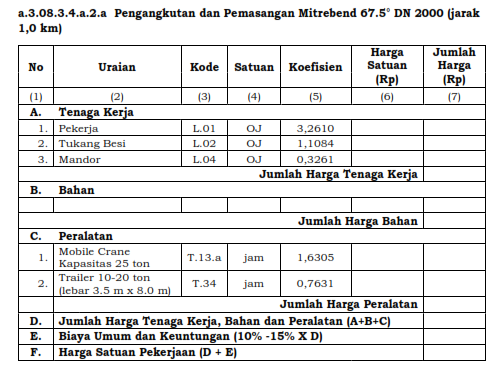 a.3.08.3.4.a.2.a Pengangkutan dan Pemasangan Mitrebend 67.5° DN 2000 (jarak
1,0 km)
No Uraian Kode Satuan Koefisien Harga Satuan (Rp) Jumlah Harga (Rp)
(1) (2) (3) (4) (5) (6) (7)
A. Tenaga Kerja
1. Pekerja L.01 OJ 3,2610
2. Tukang Besi L.02 OJ 1,1084
3. Mandor L.04 OJ 0,3261
Jumlah Harga Tenaga Kerja
B. Bahan
Jumlah Harga Bahan
C. Peralatan
1. Mobile Crane Kapasitas 25 ton T.13.a jam 1,6305
2. Trailer 10-20 ton (lebar 3.5 m x 8.0 m) T.34 jam 0,7631
Jumlah Harga Peralatan
D. Jumlah Harga Tenaga Kerja, Bahan dan Peralatan (A+B+C)
E. Biaya Umum dan Keuntungan (10% -15% X D)
F. Harga Satuan Pekerjaan (D + E)